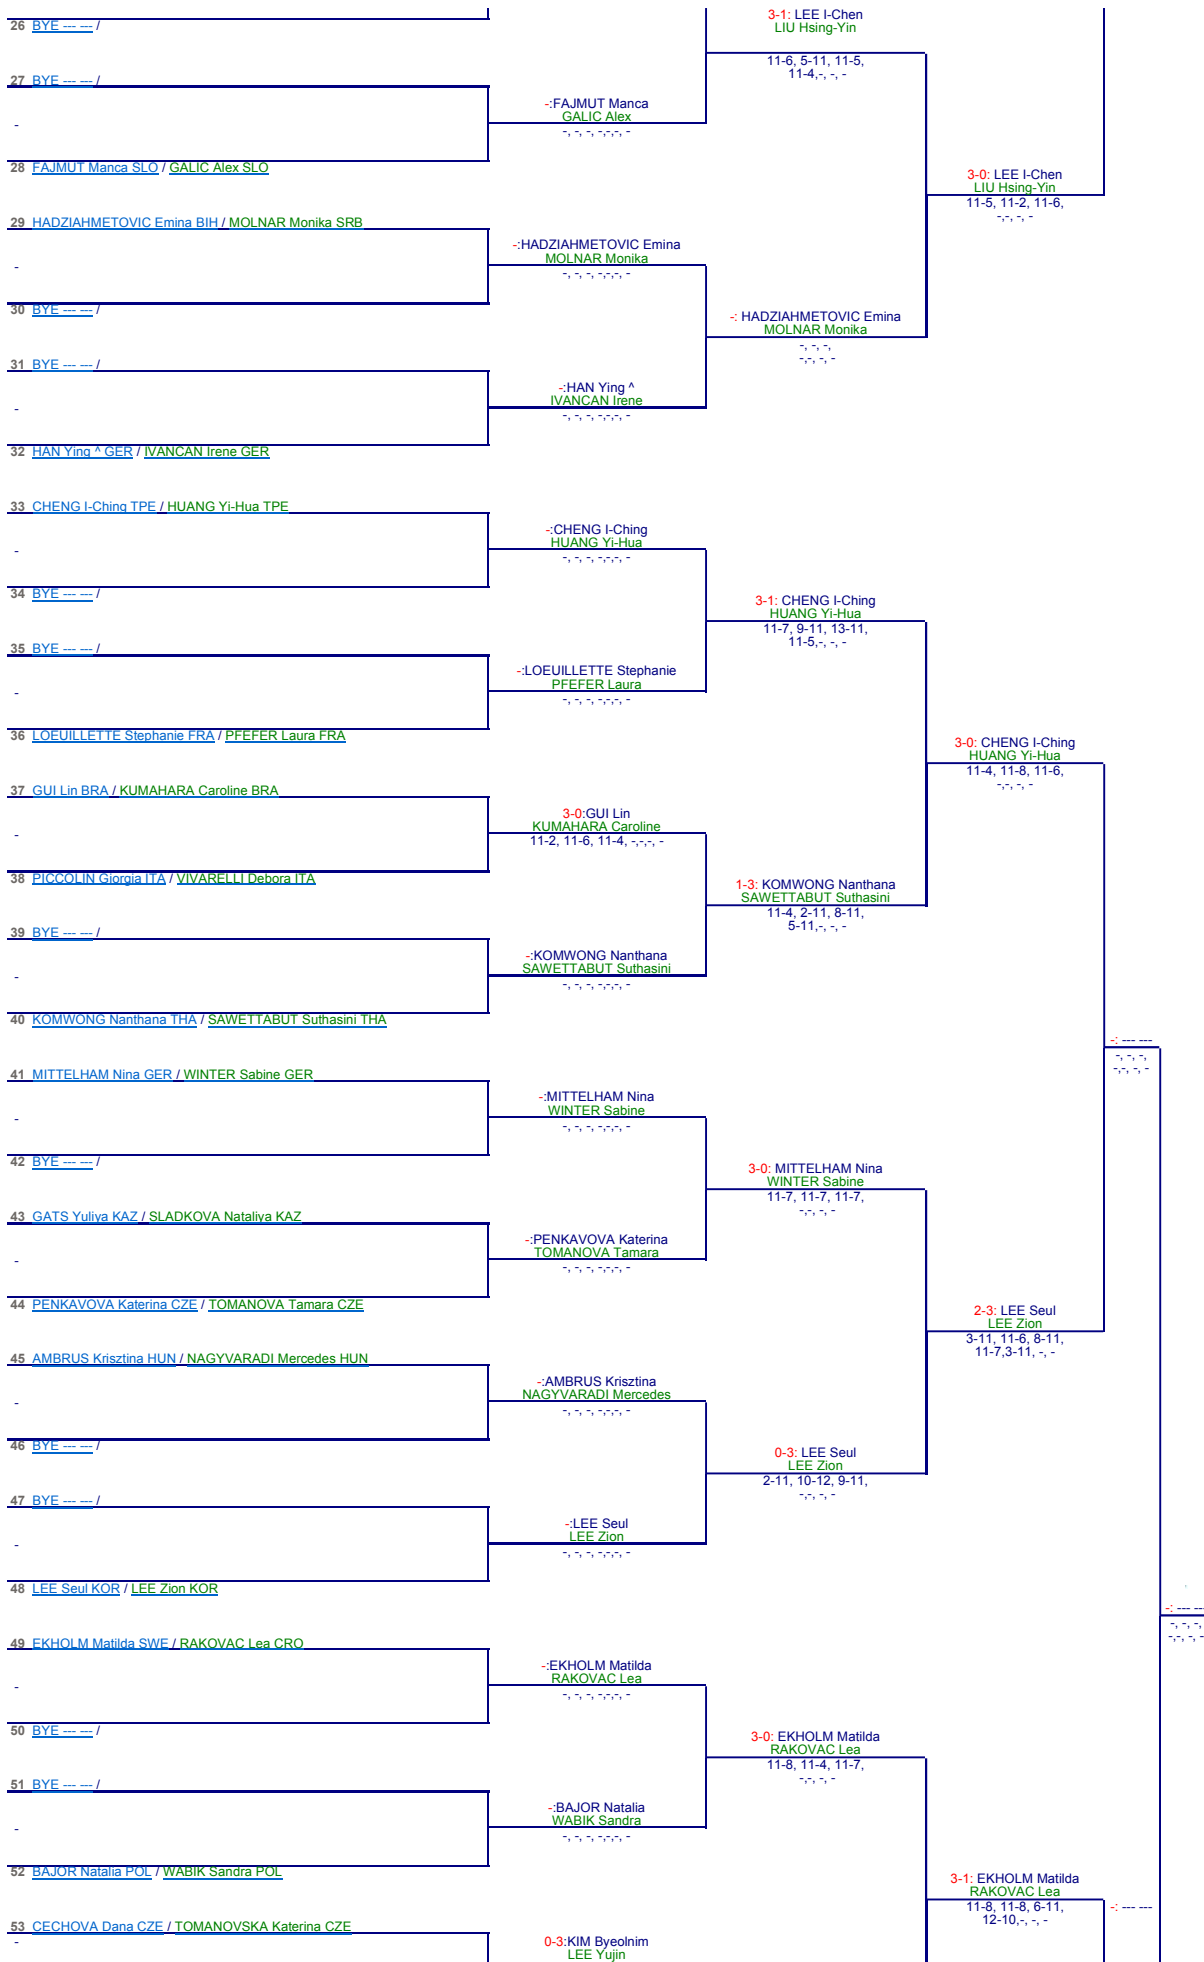 26 BYE --- --- /
27 BYE --- --- /
-
28 FAJMUT Manca SLO / GALIC Alex SLO
29 HADZIAHMETOVIC Emina BIH / MOLNAR Monika SRB
-
30 BYE --- --- /
31 BYE --- --- /
-
32 HAN Ying ^ GER / IVANCAN Irene GER
33 CHENG I-Ching TPE / HUANG Yi-Hua TPE
-
34 BYE --- --- /
35 BYE --- --- /
-
36 LOEUILLETTE Stephanie FRA / PFEFER Laura FRA
37 GUI Lin BRA / KUMAHARA Caroline BRA
-
38 PICCOLIN Giorgia ITA / VIVARELLI Debora ITA
39 BYE --- --- /
-
40 KOMWONG Nanthana THA / SAWETTABUT Suthasini THA
41 MITTELHAM Nina GER / WINTER Sabine GER
-
42 BYE --- --- /
43 GATS Yuliya KAZ / SLADKOVA Nataliya KAZ
-
44 PENKAVOVA Katerina CZE / TOMANOVA Tamara CZE
45 AMBRUS Krisztina HUN / NAGYVARADI Mercedes HUN
-
46 BYE --- --- /
47 BYE --- --- /
-
48 LEE Seul KOR / LEE Zion KOR
49 EKHOLM Matilda SWE / RAKOVAC Lea CRO
-
50 BYE --- --- /
51 BYE --- --- /
-
52 BAJOR Natalia POL / WABIK Sandra POL
53 CECHOVA Dana CZE / TOMANOVSKA Katerina CZE
-
-:FAJMUT Manca
GALIC Alex
-, -, -, -,-,-, -
-:HADZIAHMETOVIC Emina
MOLNAR Monika
-, -, -, -,-,-, -
-:HAN Ying ^
IVANCAN Irene
-, -, -, -,-,-, -
-:CHENG I-Ching
HUANG Yi-Hua
-, -, -, -,-,-, -
-:LOEUILLETTE Stephanie
PFEFER Laura
-, -, -, -,-,-, -
3-0:GUI Lin
KUMAHARA Caroline
11-2, 11-6, 11-4, -,-,-, -
-:KOMWONG Nanthana
SAWETTABUT Suthasini
-, -, -, -,-,-, -
-:MITTELHAM Nina
WINTER Sabine
-, -, -, -,-,-, -
-:PENKAVOVA Katerina
TOMANOVA Tamara
-, -, -, -,-,-, -
-:AMBRUS Krisztina
NAGYVARADI Mercedes
-, -, -, -,-,-, -
-:LEE Seul
LEE Zion
-, -, -, -,-,-, -
-:EKHOLM Matilda
RAKOVAC Lea
-, -, -, -,-,-, -
-:BAJOR Natalia
WABIK Sandra
-, -, -, -,-,-, -
0-3:KIM Byeolnim
LEE Yujin
3-1: LEE I-Chen
LIU Hsing-Yin
11-6, 5-11, 11-5,
11-4,-, -, -
-: HADZIAHMETOVIC Emina
MOLNAR Monika
-, -, -,
-,-, -, -
3-1: CHENG I-Ching
HUANG Yi-Hua
11-7, 9-11, 13-11,
11-5,-, -, -
1-3: KOMWONG Nanthana
SAWETTABUT Suthasini
11-4, 2-11, 8-11,
5-11,-, -, -
3-0: MITTELHAM Nina
WINTER Sabine
11-7, 11-7, 11-7,
-,-, -, -
0-3: LEE Seul
LEE Zion
2-11, 10-12, 9-11,
-,-, -, -
3-0: EKHOLM Matilda
RAKOVAC Lea
11-8, 11-4, 11-7,
-,-, -, -
3-0: LEE I-Chen
LIU Hsing-Yin
11-5, 11-2, 11-6,
-,-, -, -
3-0: CHENG I-Ching
HUANG Yi-Hua
11-4, 11-8, 11-6,
-,-, -, -
2-3: LEE Seul
LEE Zion
3-11, 11-6, 8-11,
11-7,3-11, -, -
3-1: EKHOLM Matilda
RAKOVAC Lea
11-8, 11-8, 6-11,
12-10,-, -, -
-: --- ---
-, -, -,
-,-, -, -
-: --- ---
-: --- ---
-, -, -,
-,-, -, -